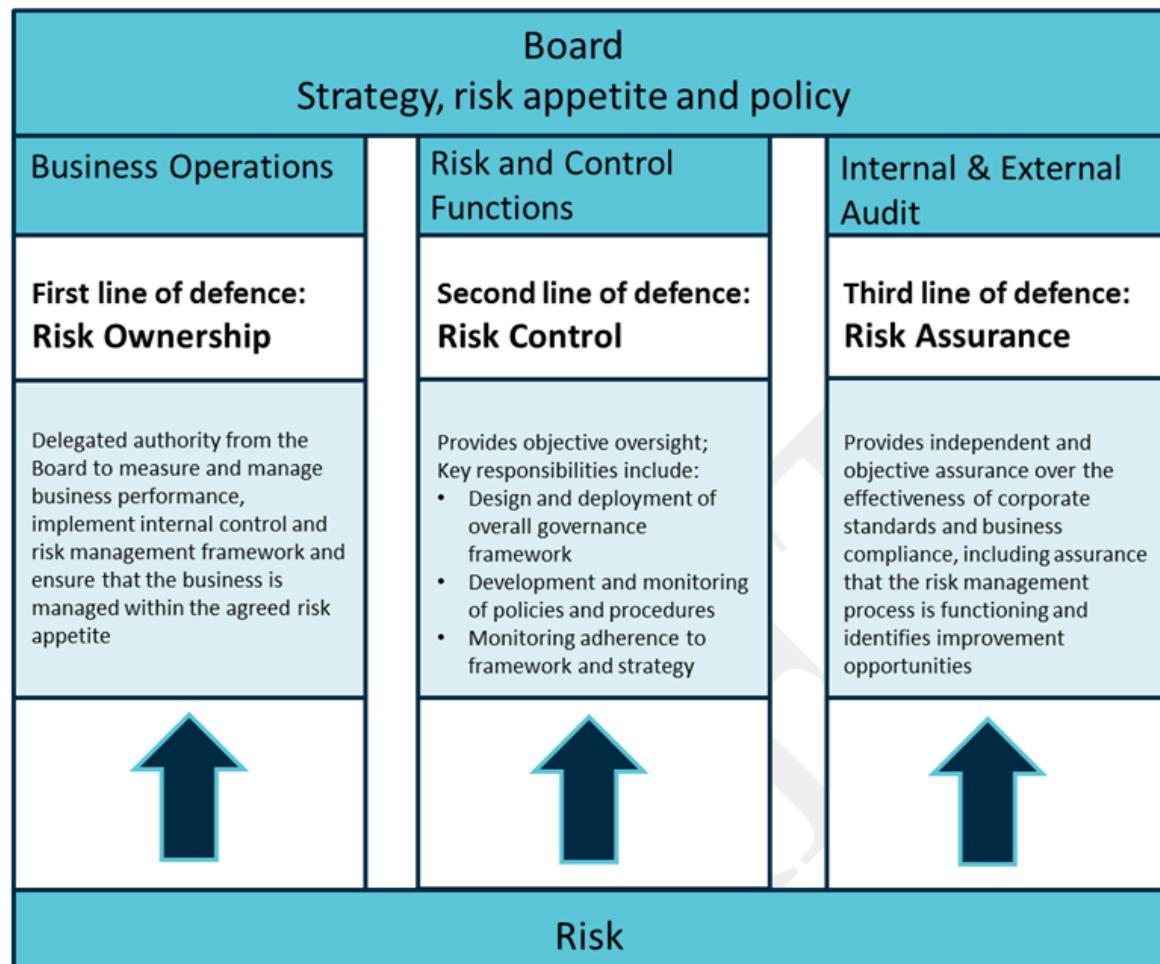 Board
Strategy, risk appetite and policy
Business Operations
First line of defence:
Risk Ownership
Delegated authority from the
Board to measure and manage
business performance,
implement internal control and
risk management framework and
ensure that the business is
managed within the agreed risk
appetite
Risk and Control
Functions
Second line of defence:
Risk Control
Provides objective oversight;
Key responsibilities include:
• Design and deployment of
overall governance
framework
• Development and monitoring
of policies and procedures
• Monitoring adherence to
framework and strategy
Internal & External
Audit
Third line of defence:
Risk Assurance
Provides independent and
objective assurance over the
effectiveness of corporate
standards and business
compliance, including assurance
that the risk management
process is functioning and
identifies improvement
opportunities
Risk